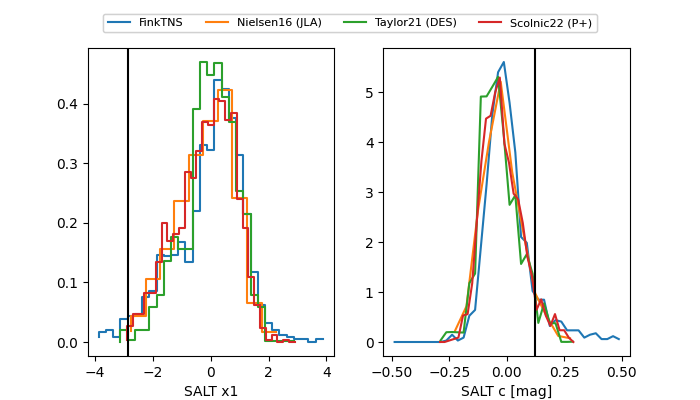 FinkTNS Nielsen16 (JLA) Taylor21 (DES) Scolnic22 (P+)
0.4
0.3
0.2
0.1
0.0
−4 −2 0 2 4
SALT x1
5
4
3
2
1
0
−0.50 −0.25 0.00 0.25 0.50
SALT c [mag]